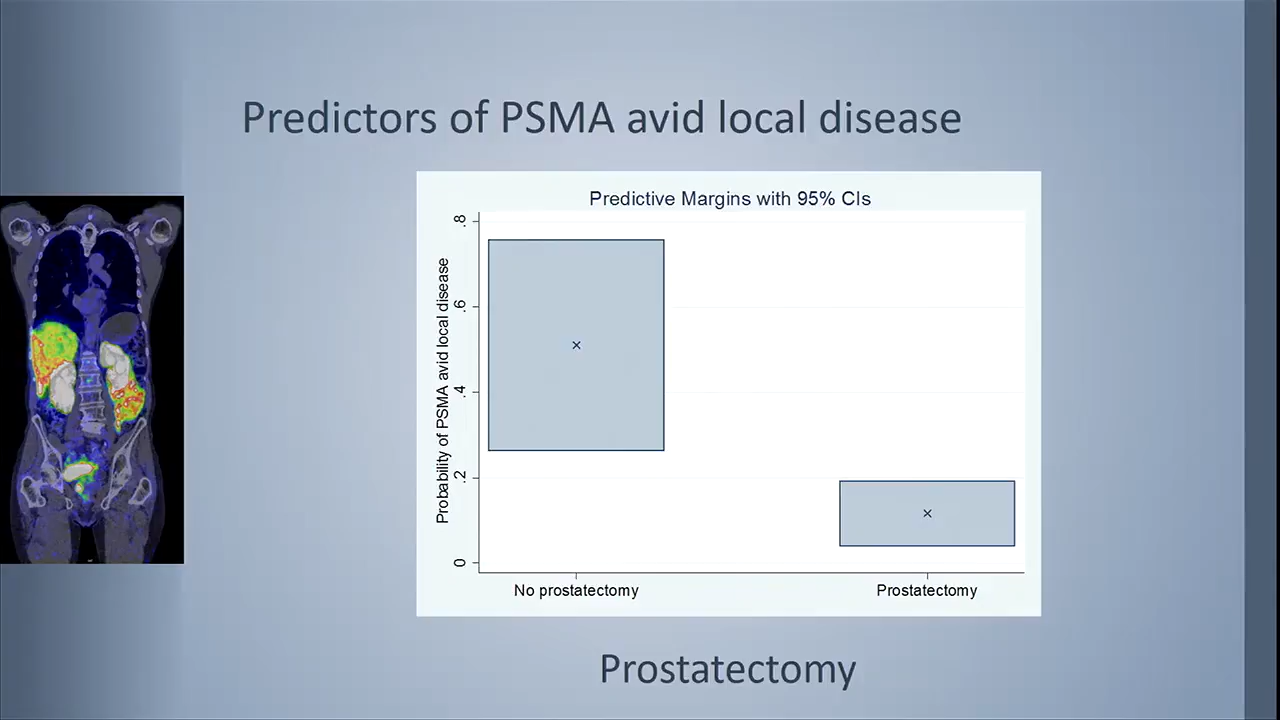 Predictors of PSMA avid local disease
Predictive Margins with 95% CIs
Probability of PSMA avid local disease
.8
.6
.4
.2
0
No prostatectomy
Prostatectomy
Prostatectomy